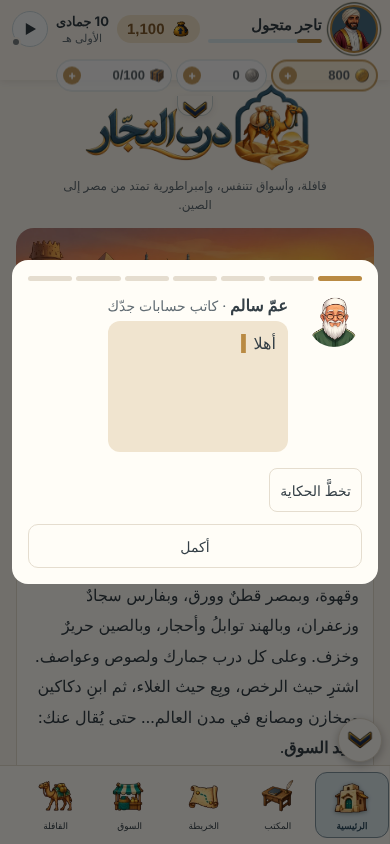 تاجر متجول
1,100
10 جمادى
الأولى هـ
800
0
0/100
درب التجّار
قافلة، وأسواق تتنفس، وإمبراطورية تمتد من مصر إلى
الصين.
عمّ سالم · كاتب حسابات جدّك
أهلا
تخطَّ الحكاية
أكمل
وقهوة، وبمصر قطنٌ وورق، وبفارس سجادٌ
وزعفران، وبالهند توابلُ وأحجار، وبالصين حريرٌ
وخزف. وعلى كل درب جمارك ولصوص وعواصف.
اشترِ حيث الرخص، وبِع حيث الغلاء، ثم ابنِ دكاكين
ومخازن ومصانع في مدن العالم... حتى يُقال عنك:
السوق.
الرئيسية
المكتب
الخريطة
السوق
القافلة